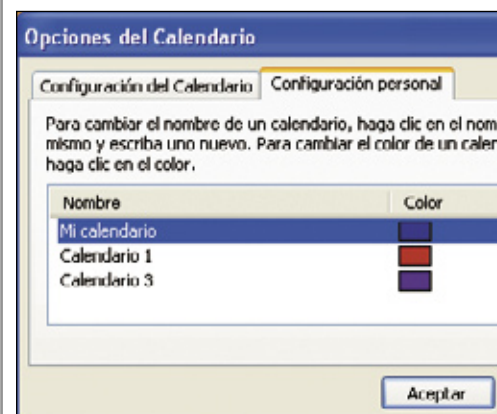 Opciones del Calendario
Configuración del Calendario Configuración personal
Para cambiar el nombre de un calendario, haga clic en el nom
mismo y escriba uno nuevo. Para cambiar el color de un calen
haga clic en el color.
Nombre Color
Mi calendario
Calendario 1
Calendario 3
Aceptar